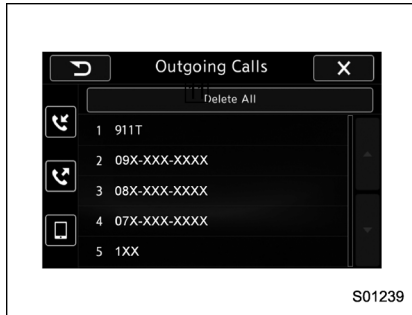 Outgoing Calls
X
1
Delete All
1 911T
2 09X-XXX-XXXX
3 08X-XXX-XXXX
4 07X-XXX-XXXX
5 1XX
S01239